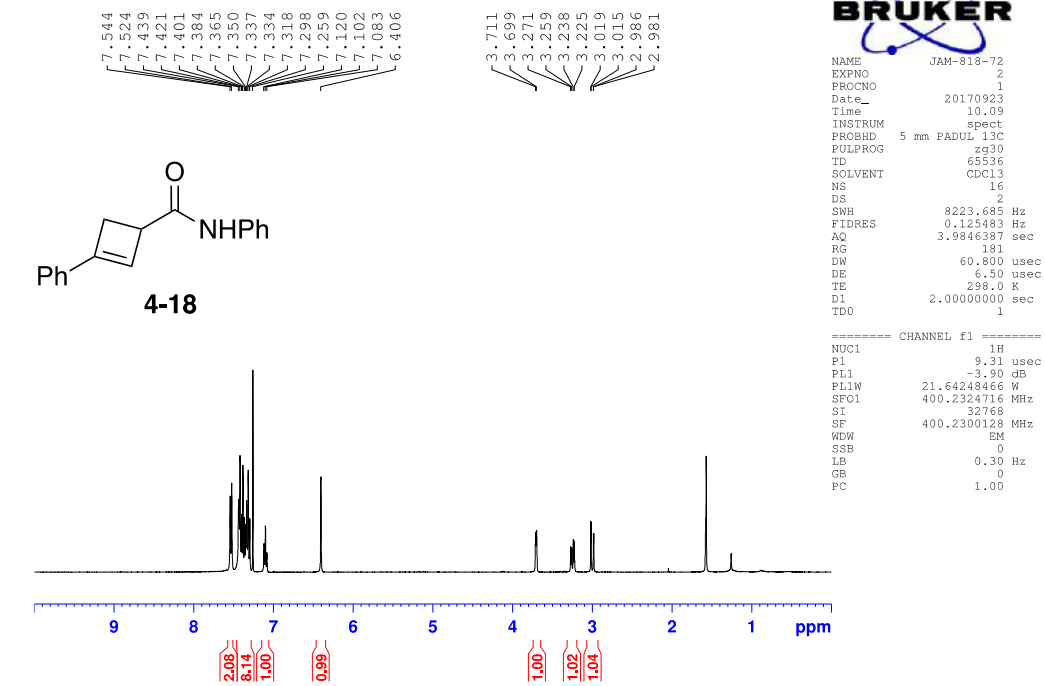 7.544
7.524
7.439
7.421
7.401
7.384
7.365
7.350
7.337
7.334
7.318
7.298
7.259
7.120
7.102
7.083
6.406
3.711
3.699
3.271
3.259
3.238
3.225
3.019
3.015
2.986
2.981
BRUKER
NAME JAM-818-72
EXPNO 2
PROCNO 1
Date_ 20170923
Time 10.09
INSTRUM spect
PROBHD 5 mm PADUL 13C
PULPROG zg30
TD 65536
SOLVENT CDCl3
NS 16
DS 2
SWH 8223.685 Hz
FIDRES 0.125483 Hz
AQ 3.9846387 sec
RG 181
DW 60.800 usec
DE 6.50 usec
TE 298.0 K
D1 2.00000000 sec
TD0 1
======== CHANNEL f1 ========
NUC1 1H
P1 9.31 usec
PL1 -3.90 dB
PL1W 21.64248466 W
SFO1 400.2324716 MHz
SI 32768
SF 400.2300128 MHz
WDW EM
SSB 0
LB 0.30 Hz
GB 0
PC 1.00
O
NHPh
Ph
4-18
9 8 7 6 5 4 3 2 1 ppm
2.08
8.14
1.00
0.99
1.00
1.02
1.04